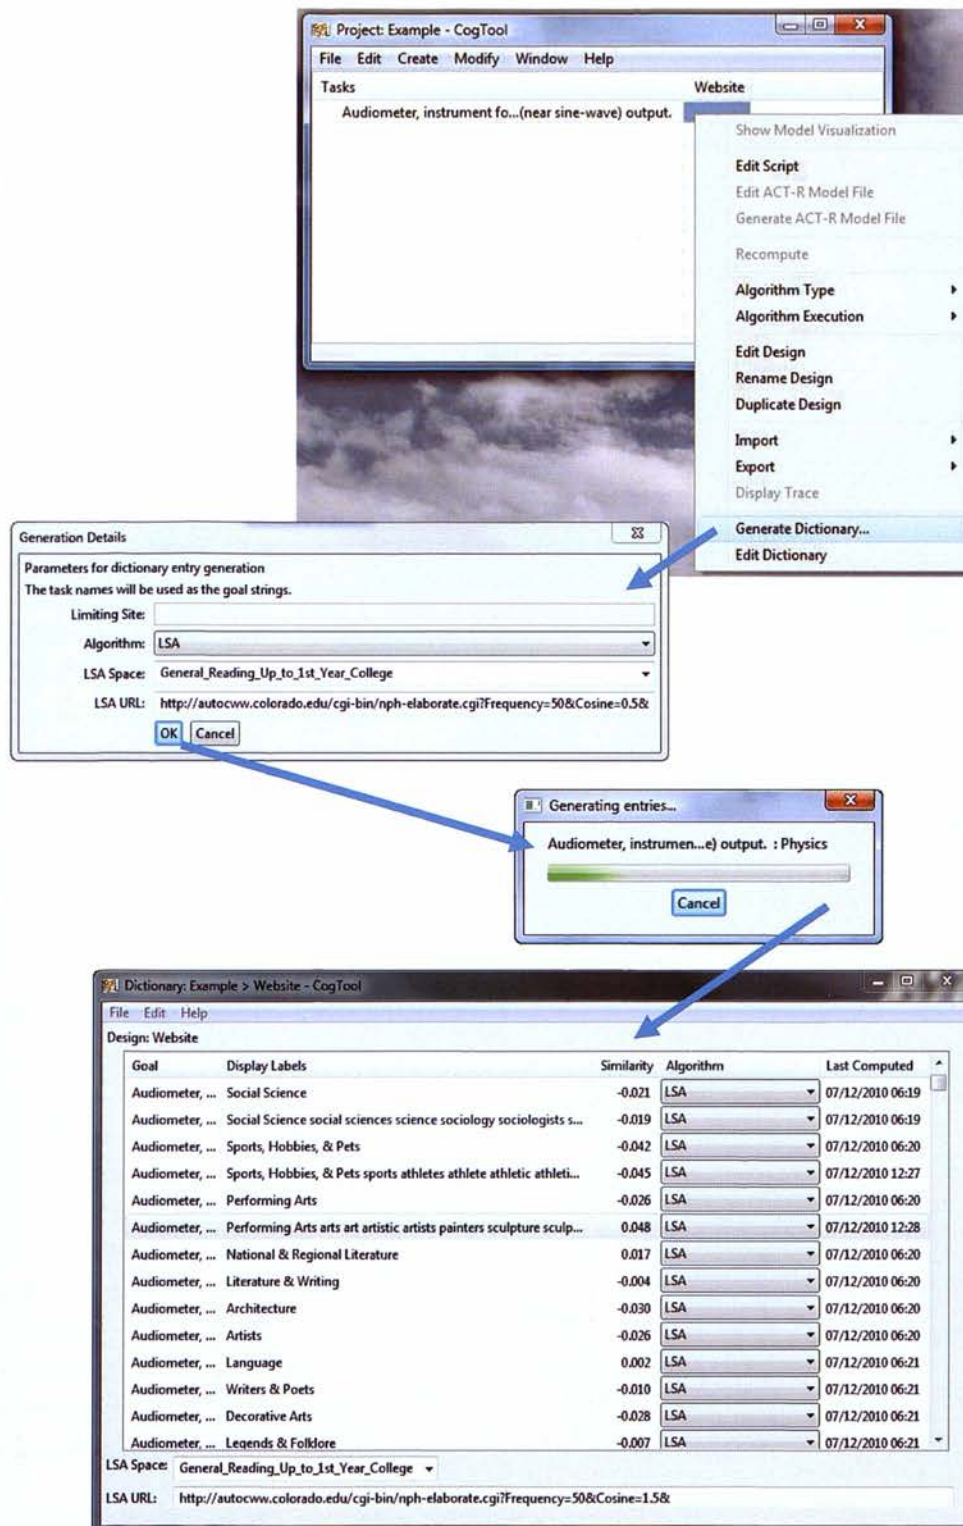 Project: Example - CogTool
File Edit Create Modify Window Help
Tasks Website
Audiometer, instrument fo...(near sine-wave) output.
Show Model Visualization
Edit Script
Edit ACT-R Model File
Generate ACT-R Model File
Recompute
Algorithm Type
Algorithm Execution
Edit Design
Rename Design
Duplicate Design
Import
Export
Display Trace
Generate Dictionary...
Edit Dictionary
Generation Details
Parameters for dictionary entry generation
The task names will be used as the goal strings.
Limiting Site:
Algorithm: LSA
LSA Space: General_Reading_Up_to_1st_Year_College
LSA URL: http://autocww.colorado.edu/cgi-bin/nph-elaborate.cgi?Frequency=50&Cosine=0.5&
OK Cancel
Generating entries...
Audiometer, instrumen...e) output. : Physics
Cancel
Dictionary: Example > Website - CogTool
File Edit Help
Design: Website
Goal Display Labels Similarity Algorithm Last Computed
Audiometer, ... Social Science -0.021 LSA 07/12/2010 06:19
Audiometer, ... Social Science social sciences science sociology sociologists s... -0.019 LSA 07/12/2010 06:19
Audiometer, ... Sports, Hobbies, & Pets -0.042 LSA 07/12/2010 06:20
Audiometer, ... Sports, Hobbies, & Pets sports athletes athlete athletic athleti... -0.045 LSA 07/12/2010 12:27
Audiometer, ... Performing Arts -0.026 LSA 07/12/2010 06:20
Audiometer, ... Performing Arts arts art artistic artists painters sculpture sculp... 0.048 LSA 07/12/2010 12:28
Audiometer, ... National & Regional Literature 0.017 LSA 07/12/2010 06:20
Audiometer, ... Literature & Writing -0.004 LSA 07/12/2010 06:20
Audiometer, ... Architecture -0.030 LSA 07/12/2010 06:20
Audiometer, ... Artists -0.026 LSA 07/12/2010 06:20
Audiometer, ... Language 0.002 LSA 07/12/2010 06:21
Audiometer, ... Writers & Poets -0.010 LSA 07/12/2010 06:21
Audiometer, ... Decorative Arts -0.028 LSA 07/12/2010 06:21
Audiometer, ... Legends & Folklore -0.007 LSA 07/12/2010 06:21
LSA Space: General_Reading_Up_to_1st_Year_College
LSA URL: http://autocww.colorado.edu/cgi-bin/nph-elaborate.cgi?Frequency=50&Cosine=1.5&